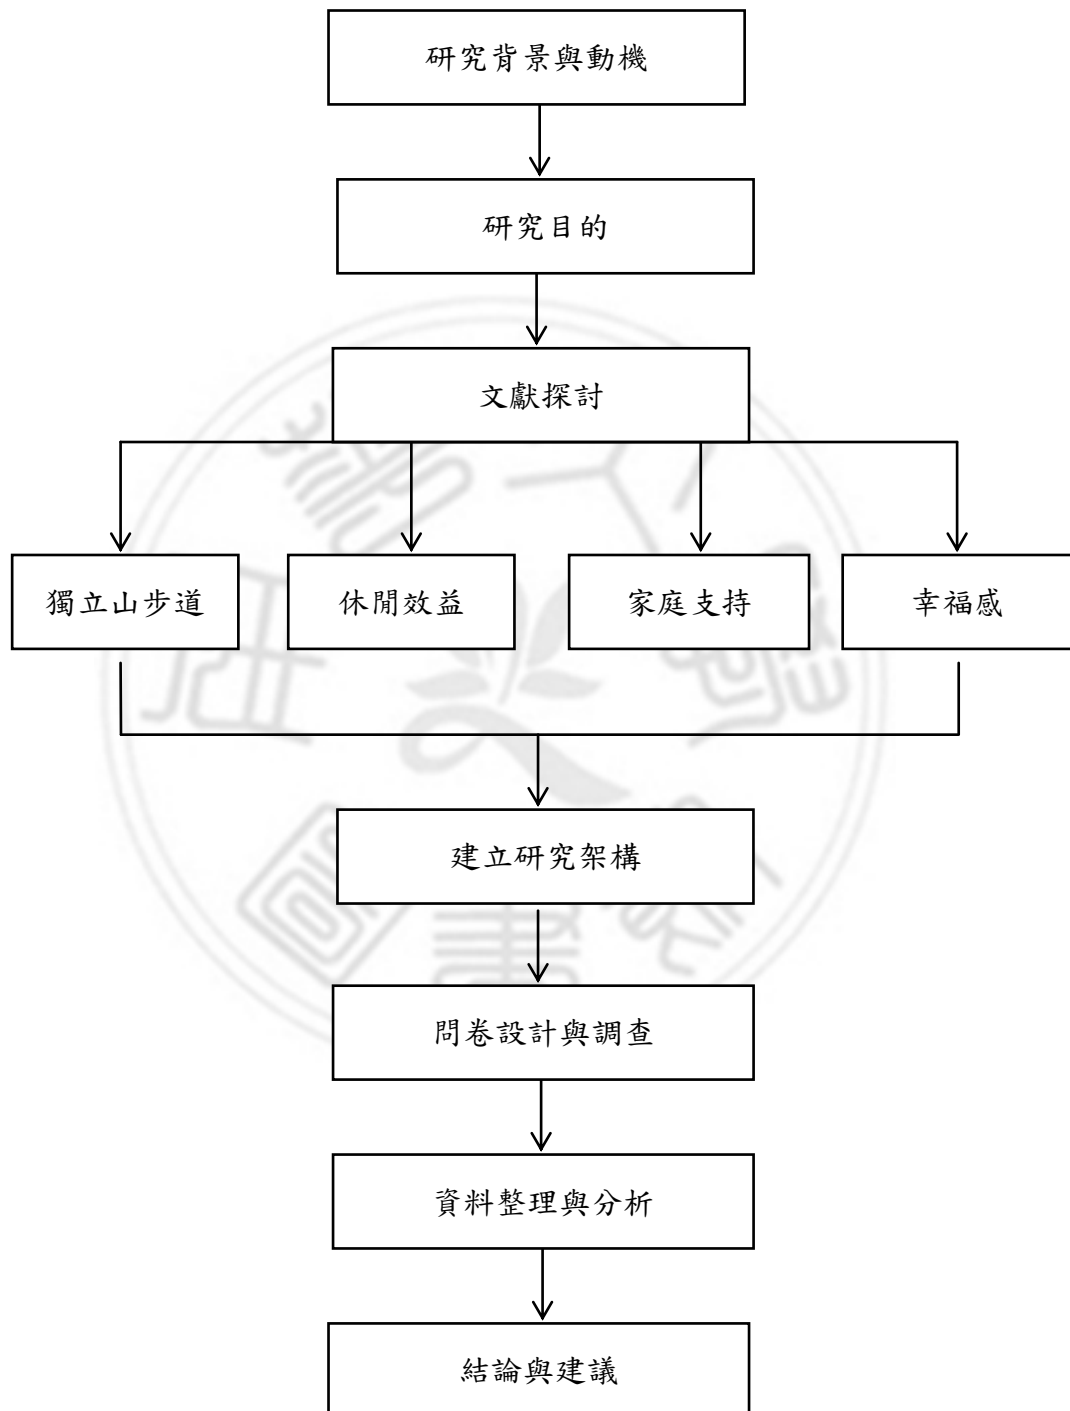 研究背景與動機
研究目的
文獻探討
獨立山步道
休閒效益
家庭支持
幸福感
建立研究架構
問卷設計與調查
資料整理與分析
結論與建議